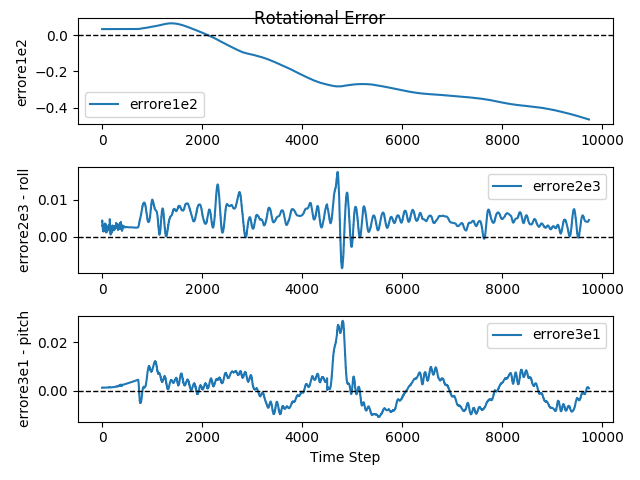 Rotational Error
errore1e2
0.0
−0.2
−0.4
errore1e2
0 2000 4000 6000 8000 10000
errore2e3 - roll
0.01
0.00
errore2e3
0 2000 4000 6000 8000 10000
errore3e1 - pitch
0.02
0.00
errore3e1
0 2000 4000 6000 8000 10000
Time Step